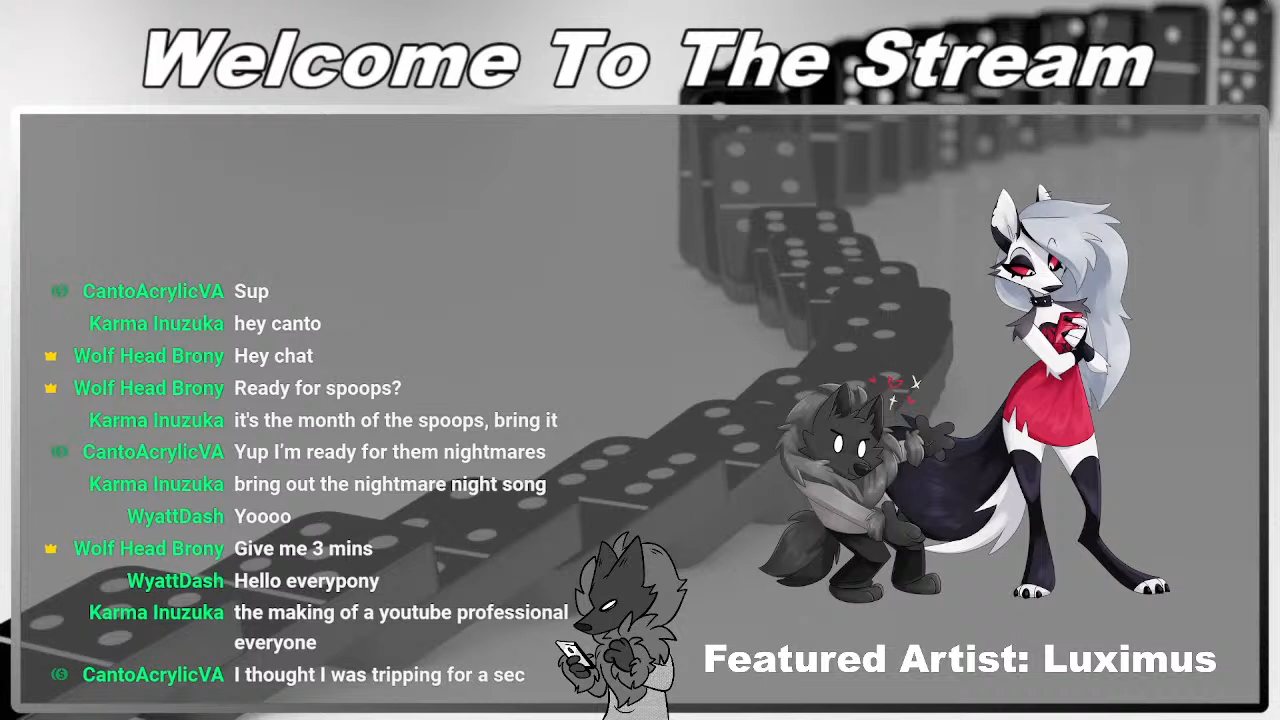 Welcome To The Stream
CantoAcrylicVA Sup
Karma Inuzuka hey canto
Wolf Head Brony Hey chat
Wolf Head Brony Ready for spoops?
Karma Inuzuka it's the month of the spoops, bring it
CantoAcrylicVA Yup I’m ready for them nightmares
Karma Inuzuka bring out the nightmare night song
WyattDash Yoooo
Wolf Head Brony Give me 3 mins
WyattDash Hello everypony
Karma Inuzuka the making of a youtube professional
everyone
CantoAcrylicVA I thought I was tripping for a sec
Featured Artist: Luximus